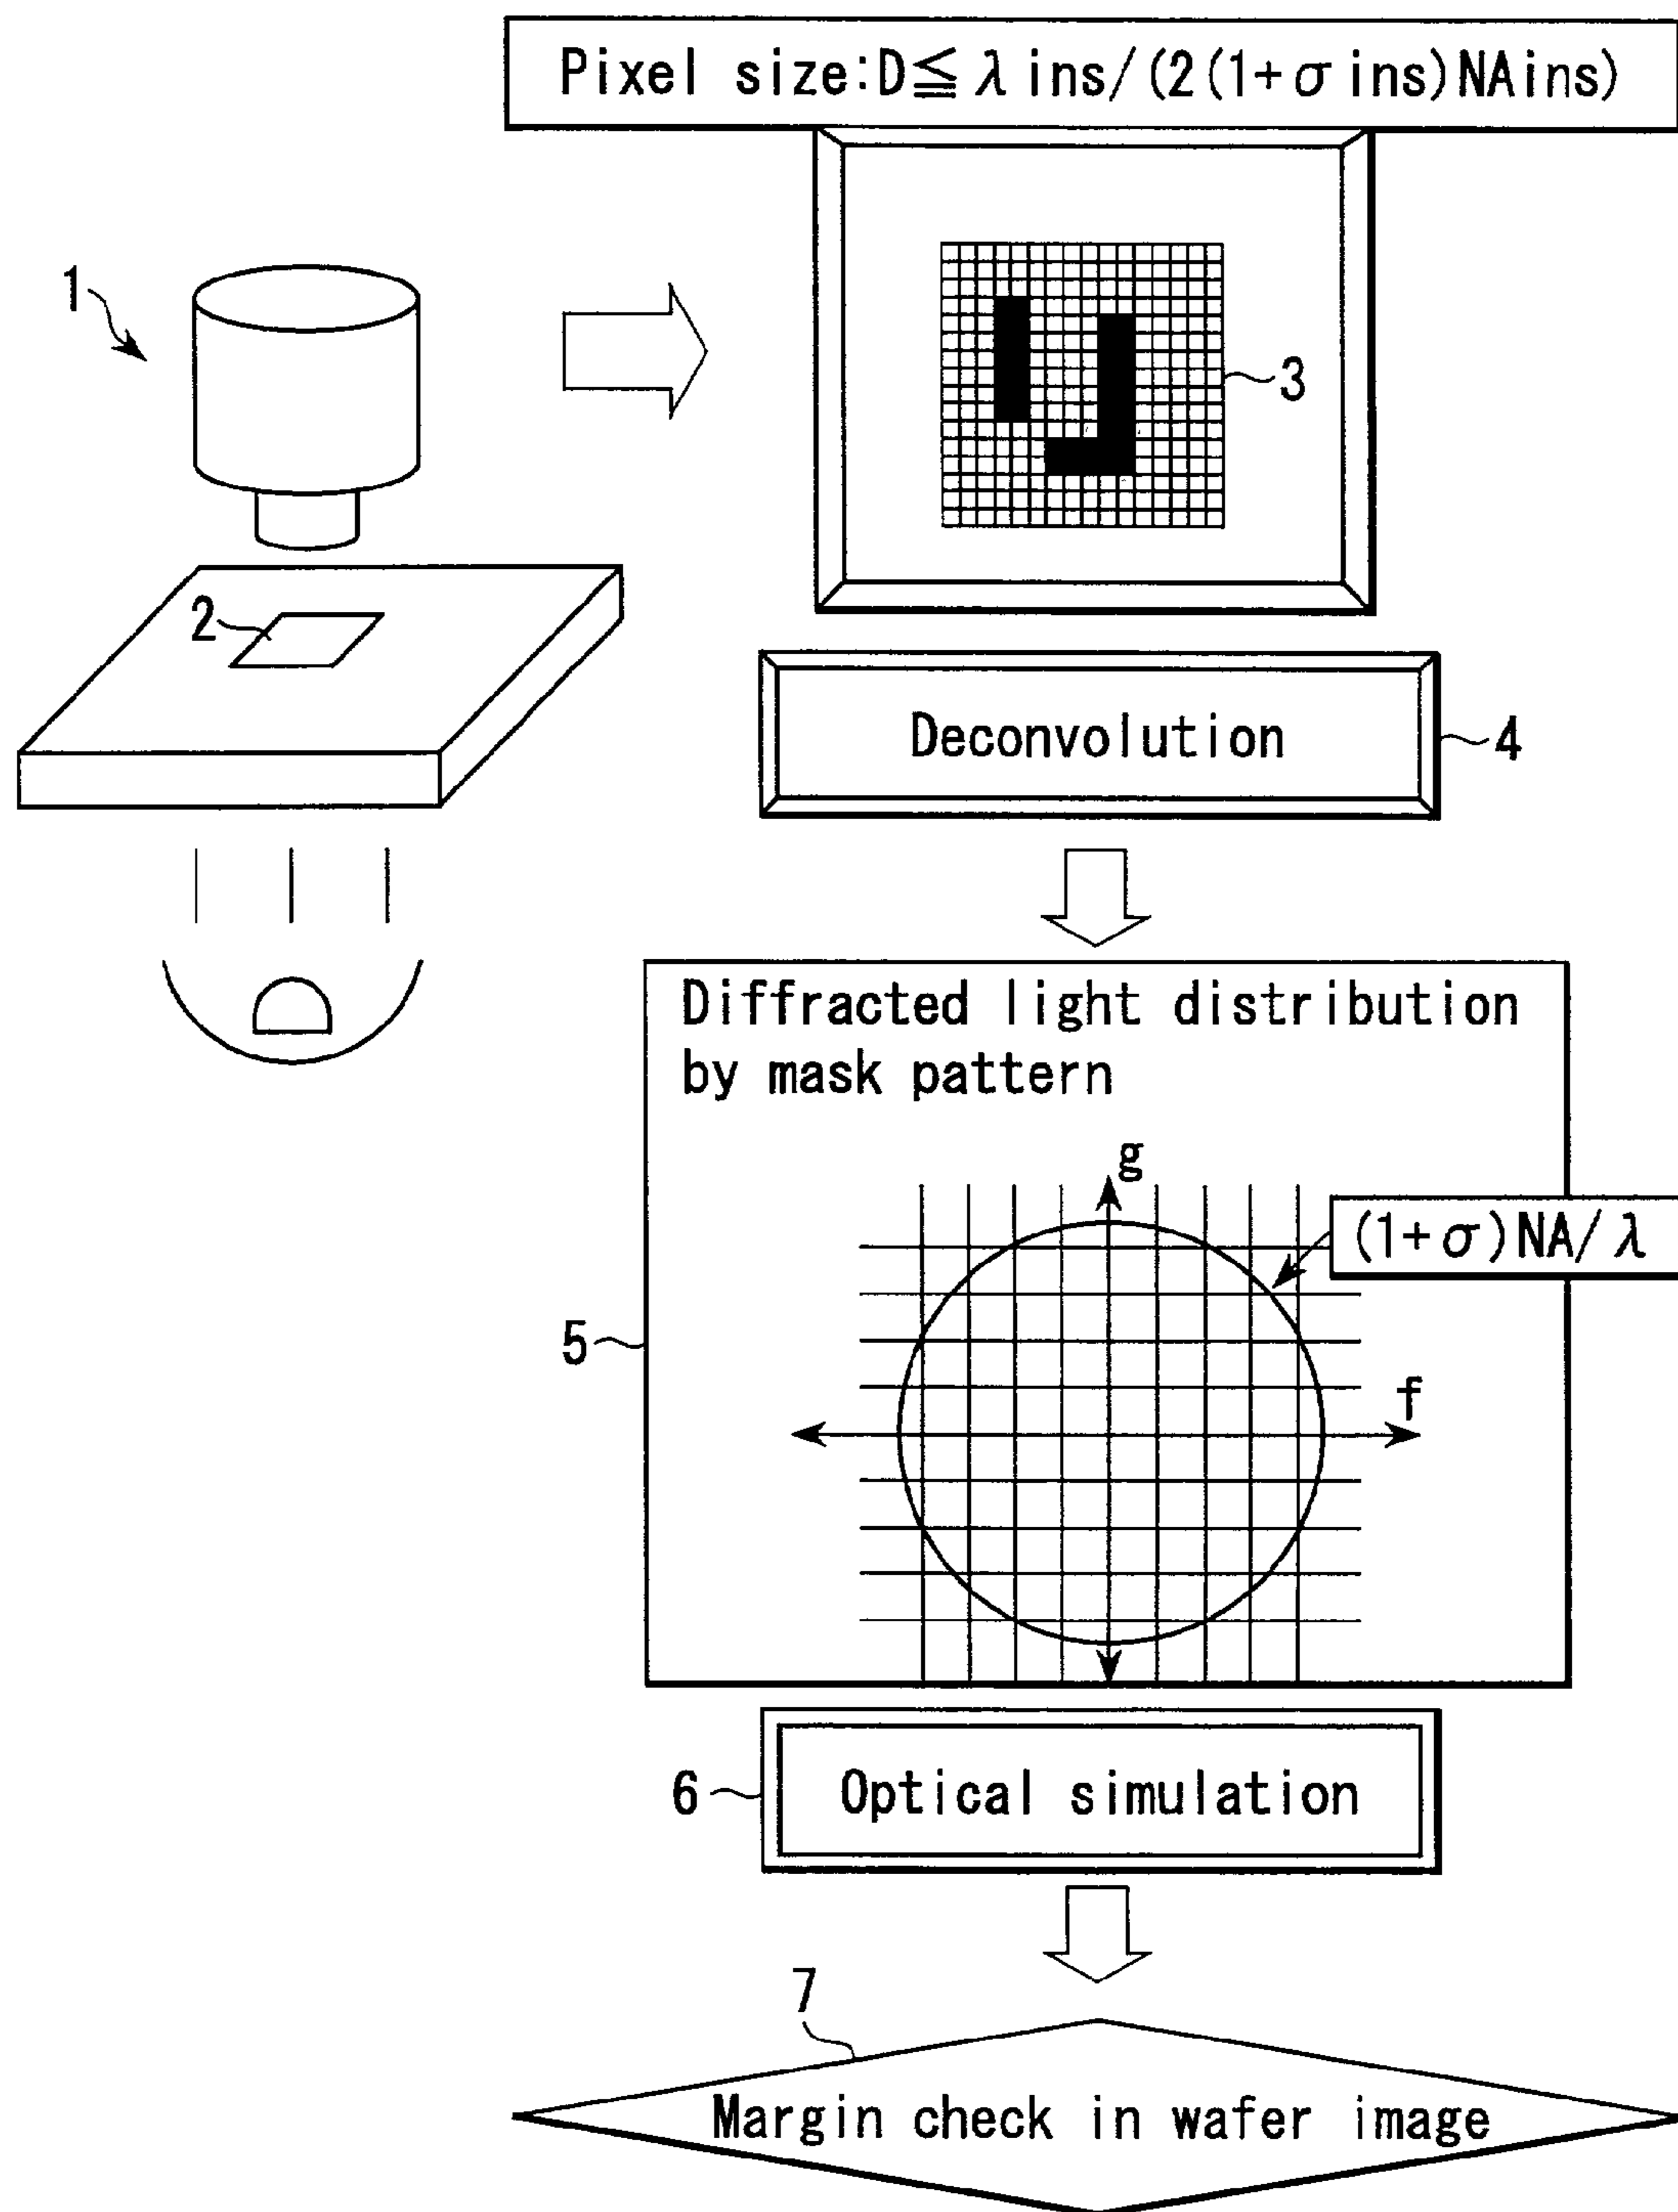 Pixel size:D≦λins/(2(1+σins)NAins)
1
3
2
Deconvolution
4
Diffracted light distribution
by mask pattern
g
(1+σ)NA/λ
5
f
6
Optical simulation
7
Margin check in wafer image